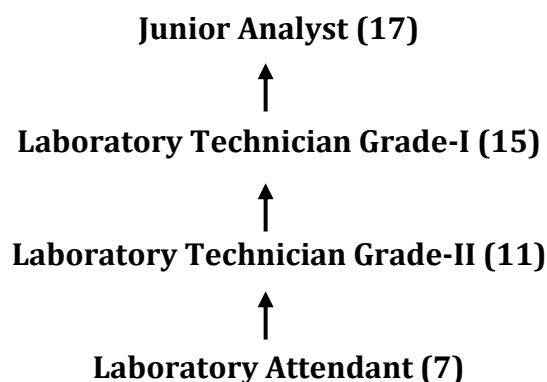 Junior Analyst (17)
Laboratory Technician Grade-I (15)
Laboratory Technician Grade-II (11)
Laboratory Attendant (7)